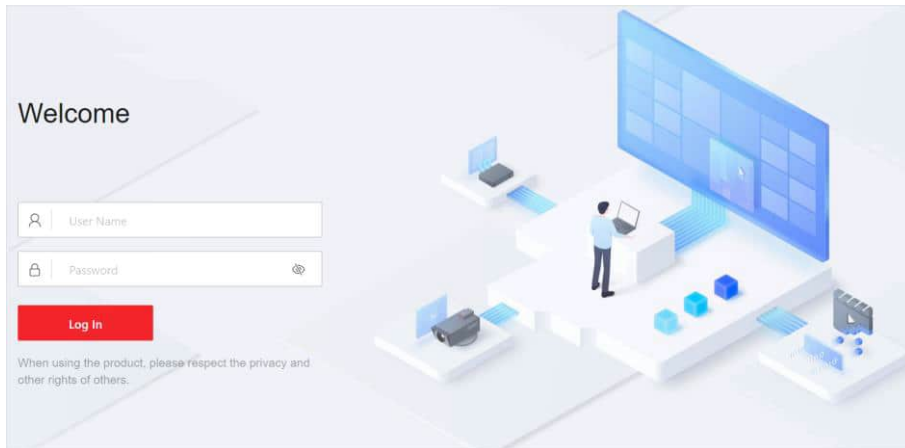 Welcome
User Name
Password
Log In
When using the product, please respect the privacy and
other rights of others.